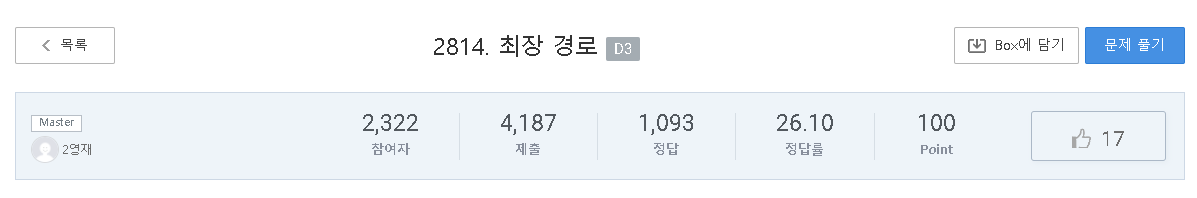 목록
2814. 최장 경로 D3
Box에 담기
문제 풀기
Master
2영재
2,322
참여자
4,187
제출
1,093
정답
26.10
정답률
100
Point
17